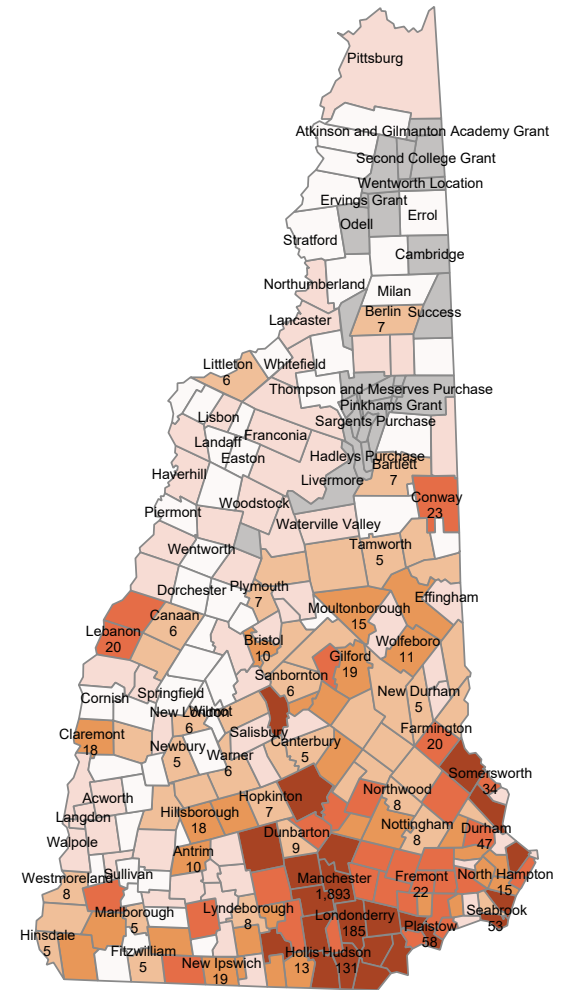 Pittsburg
Atkinson and Gilmanton Academy Grant
Second College Grant
Wentworth Location
Ervings Grant
Errol
Odell
Stratford
Cambridge
Northumberland
Milan
Berlin
7
Success
Lancaster
Littleton
6
Whitefield
Thompson and Meserves Purchase
Pinkhams Grant
Lisbon
Sargents Purchase
Landaff
Franconia
Easton
Hadleys Purchase
Bartlett
7
Haverhill
Livermore
Conway
23
Woodstock
Piermont
Waterville Valley
Wentworth
Tamworth
5
Dorchester
Plymouth
7
Effingham
Moultonborough
15
Canaan
6
Lebanon
20
Bristol
10
Wolfeboro
11
Gilford
19
Sanbornton
6
Springfield
Cornish
New Durham
5
New London
6
Wilmot
Claremont
18
Salisbury
Farmington
20
Newbury
5
Canterbury
5
Warner
6
Somersworth
34
Acworth
Hopkinton
7
Northwood
8
Langdon
Hillsborough
18
Nottingham
8
Durham
47
Dunbarton
9
Walpole
Antrim
10
Westmoreland
8
Sullivan
Manchester
1,893
Fremont
22
North Hampton
15
Marlborough
5
Lyndeborough
8
Londonderry
185
Seabrook
53
Plaistow
58
Hinsdale
5
Fitzwilliam
5
New Ipswich
19
Hollis
13
Hudson
131